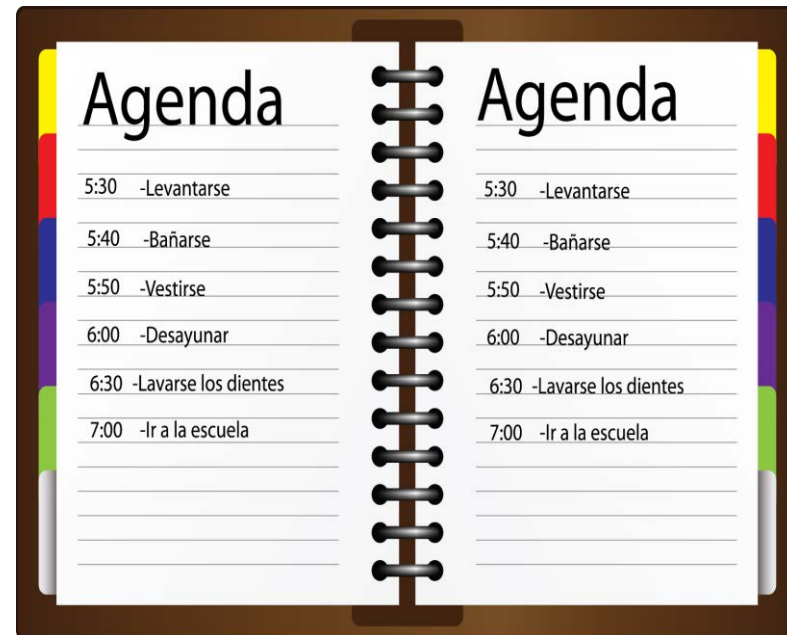 Agenda
5:30 -Levantarse
5:40 -Bañarse
5:50 -Vestirse
6:00 -Desayunar
6:30 -Lavarse los dientes
7:00 -Ir a la escuela
Agenda
5:30 -Levantarse
5:40 -Bañarse
5:50 -Vestirse
6:00 -Desayunar
6:30 -Lavarse los dientes
7:00 -Ir a la escuela